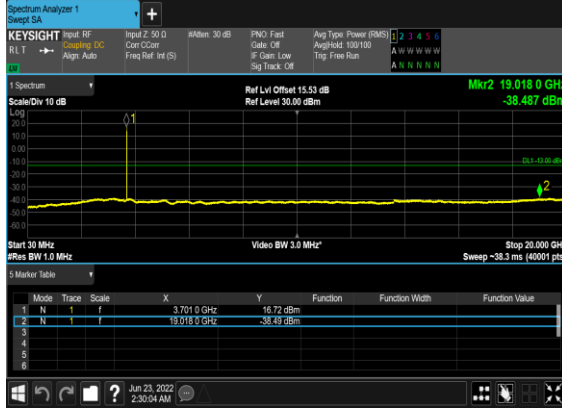 Spectrum Analyzer 1
Swept SA
+
KEYSIGHT Input: RF Input Z: 50 Ω #Atten: 30 dB PNO: Fast Avg Type: Power (RMS) 1 2 3 4 5 6
RLT Coupling: DC Corr CCorr Gate: Off Avg|Hold: 100/100 A W W W W W
Align: Auto Freq Ref: Int (S) IF Gain: Low Trig: Free Run
Sig Track: Off A N N N N N
1 Spectrum
Scale/Div 10 dB Ref Lvl Offset 15.53 dB Mkr2 19.018 0 GHz
Ref Level 30.00 dBm -38.487 dBm
Log
20.0
10.0
0.00
-10.0
-20.0
-30.0
-40.0
-50.0
-60.0
1
DL1 -13.00 dBm
2
Start 30 MHz Video BW 3.0 MHz* Stop 20.000 GH
#Res BW 1.0 MHz Sweep ~38.3 ms (40001 pts
5 Marker Table
Mode Trace Scale X Y Function Function Width Function Value
1 N 1 f 3.701 0 GHz 16.72 dBm
2 N 1 f 19.018 0 GHz -38.49 dBm
3
4
5
6
? Jun 23, 2022
2:30:04 AM